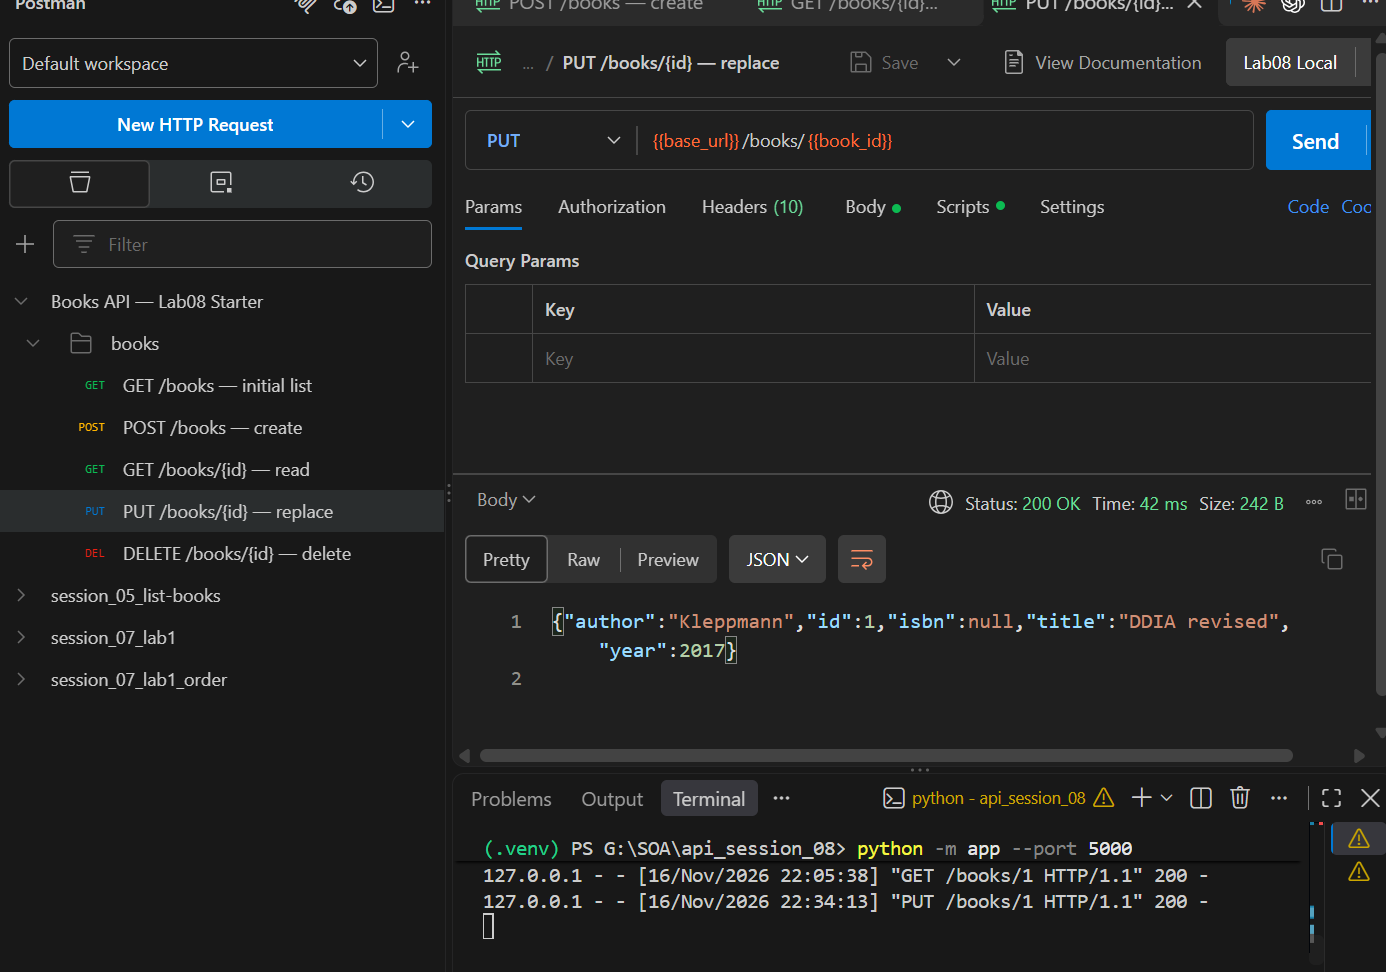 Postman
POST /books — create
GET /books/{id}...
PUT /books/{id}...
Default workspace
... / PUT /books/{id} — replace
Save
View Documentation
Lab08 Local
New HTTP Request
PUT
{{base_url}}/books/{{book_id}}
Send
Params
Authorization
Headers (10)
Body
Scripts
Settings
Code
Coo
Filter
Query Params
Books API — Lab08 Starter
Key
Value
books
Key
Value
GET GET /books — initial list
POST POST /books — create
GET GET /books/{id} — read
PUT PUT /books/{id} — replace
DEL DELETE /books/{id} — delete
session_05_list-books
session_07_lab1
session_07_lab1_order
Body
Status: 200 OK Time: 42 ms Size: 242 B
Pretty
Raw
Preview
JSON
1 {"author":"Kleppmann","id":1,"isbn":null,"title":"DDIA revised",
"year":2017}
2
Problems
Output
Terminal
python - api_session_08
(.venv) PS G:\SOA\api_session_08> python -m app --port 5000
127.0.0.1 - - [16/Nov/2026 22:05:38] "GET /books/1 HTTP/1.1" 200 -
127.0.0.1 - - [16/Nov/2026 22:34:13] "PUT /books/1 HTTP/1.1" 200 -